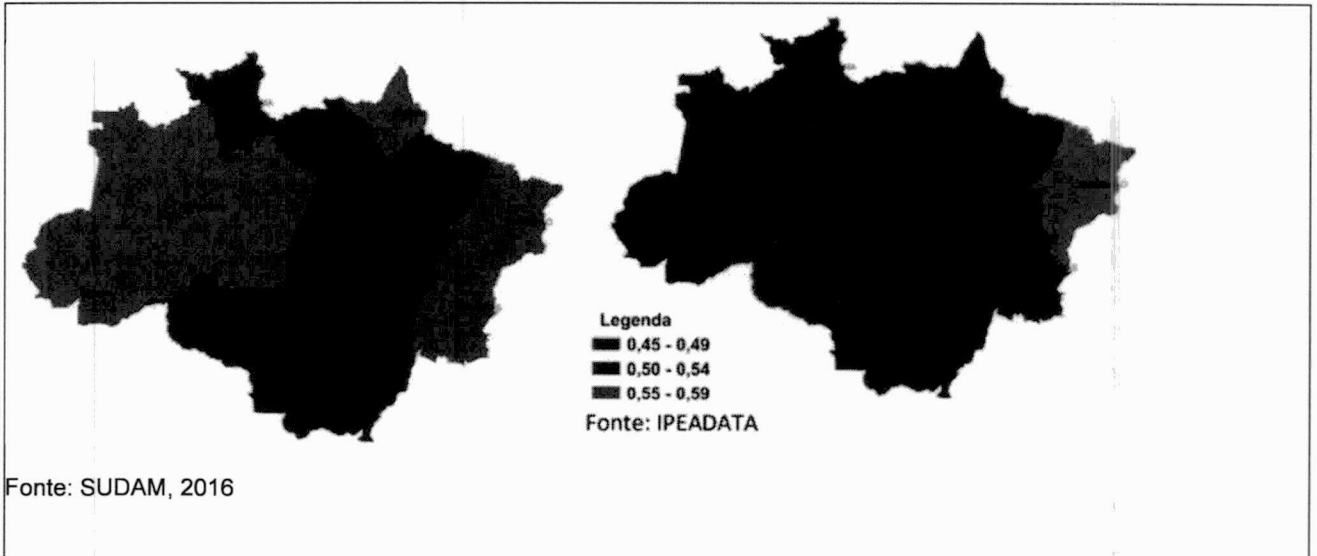 Legenda
0,45 - 0,49
0,50 - 0,54
0,55 - 0,59
Fonte: IPEADATA
Fonte: SUDAM, 2016